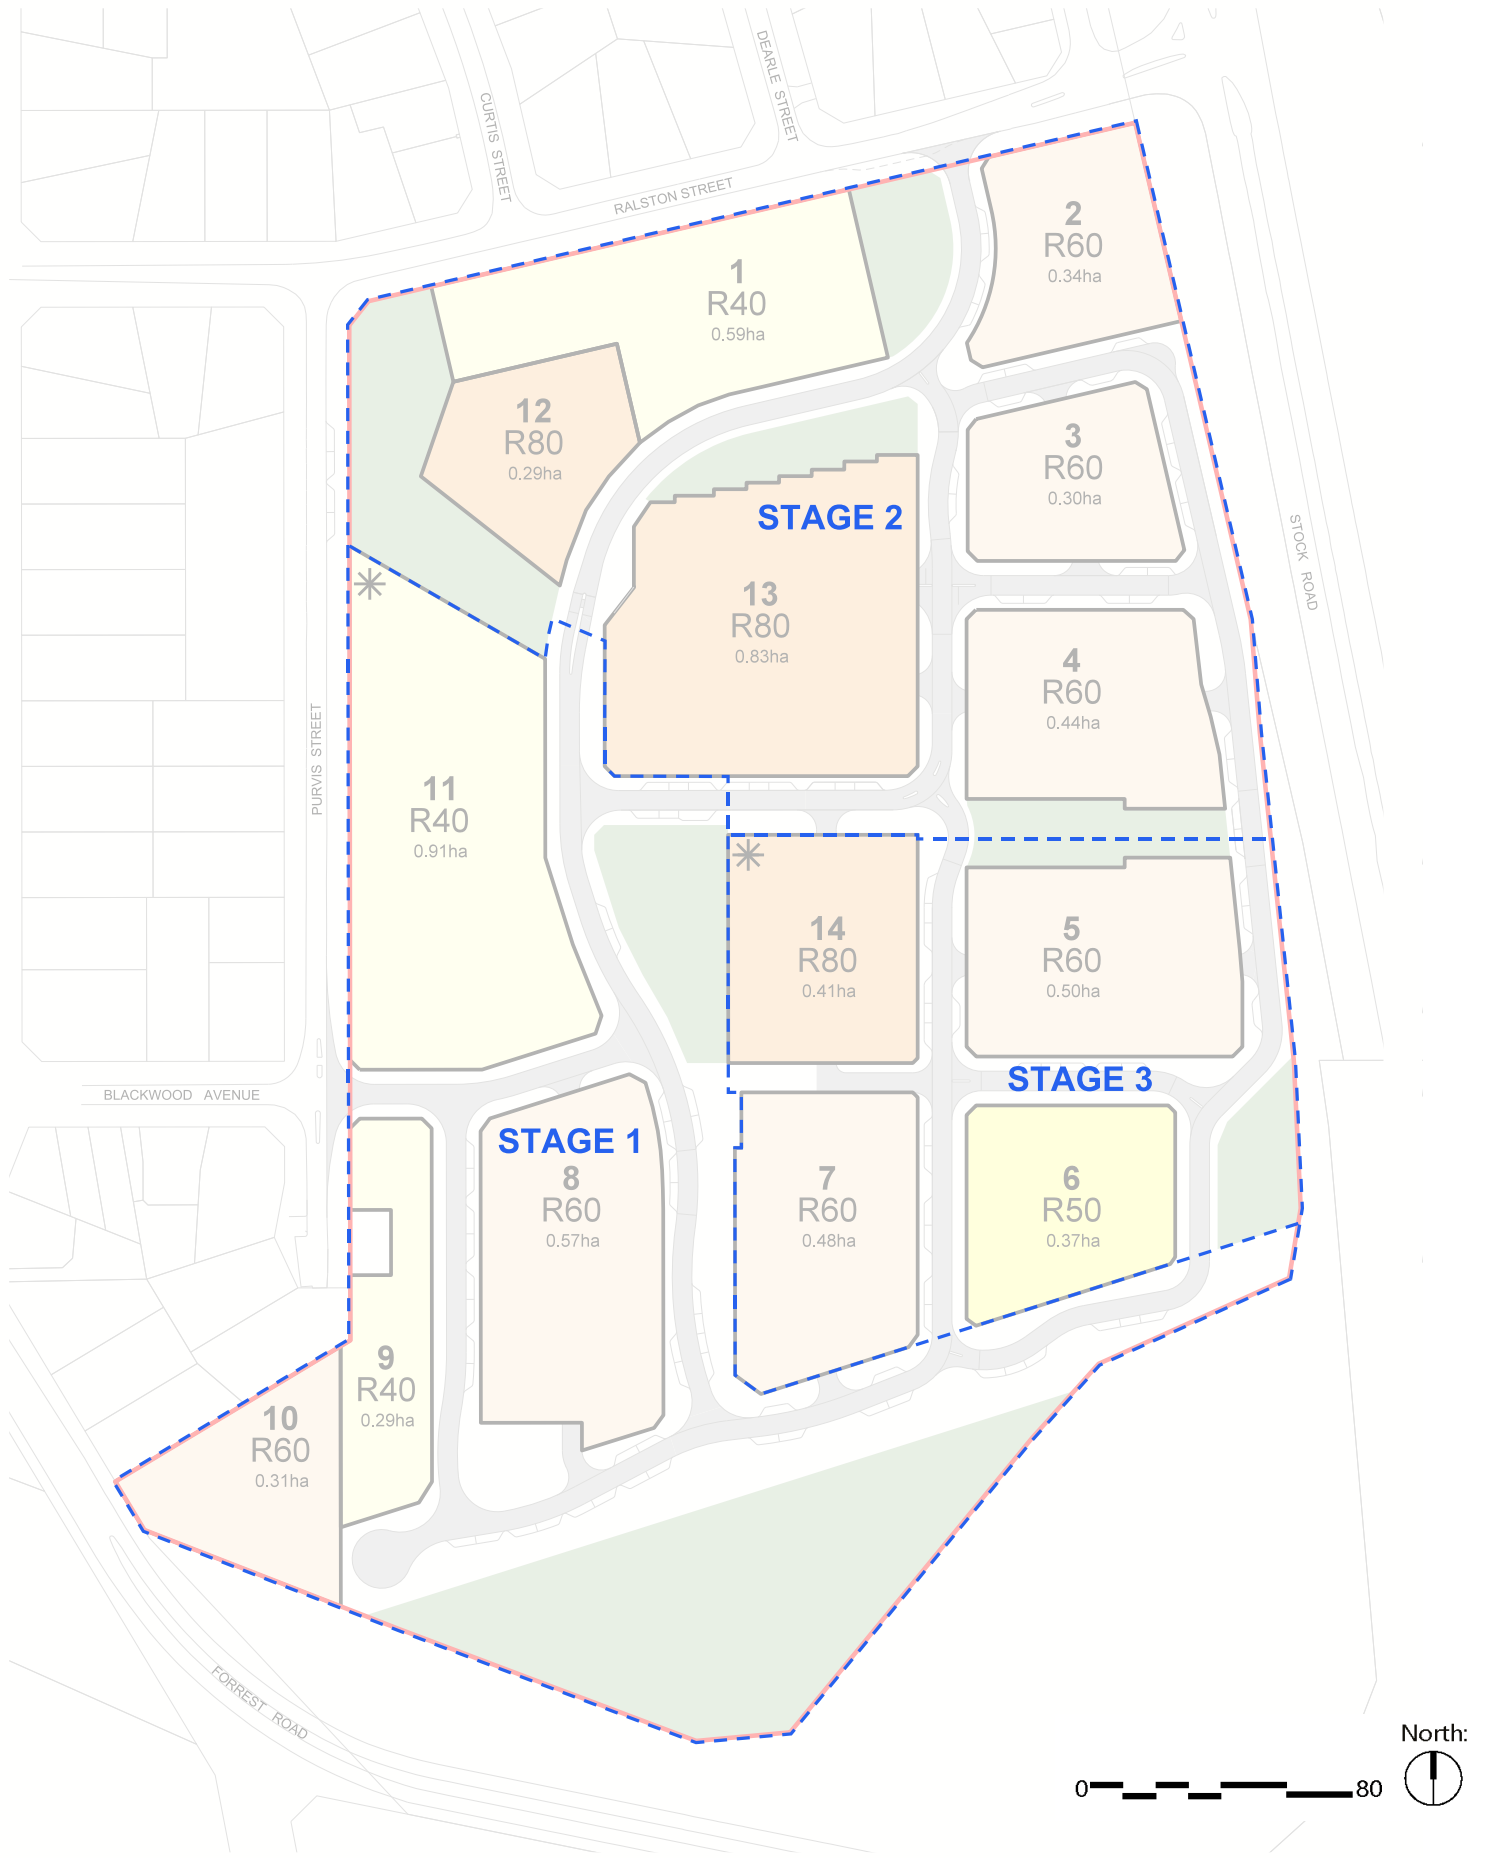 DEARLE STREET
CURTIS STREET
RALSTON STREET
2
R60
0.34ha
1
R40
0.59ha
12
R80
0.29ha
3
R60
0.30ha
STAGE 2
STOCK ROAD
13
R80
0.83ha
4
R60
0.44ha
PURVIS STREET
11
R40
0.91ha
14
R80
0.41ha
5
R60
0.50ha
STAGE 3
BLACKWOOD AVENUE
STAGE 1
8
R60
0.57ha
7
R60
0.48ha
6
R50
0.37ha
9
R40
0.29ha
10
R60
0.31ha
FORREST ROAD
North:
0 80